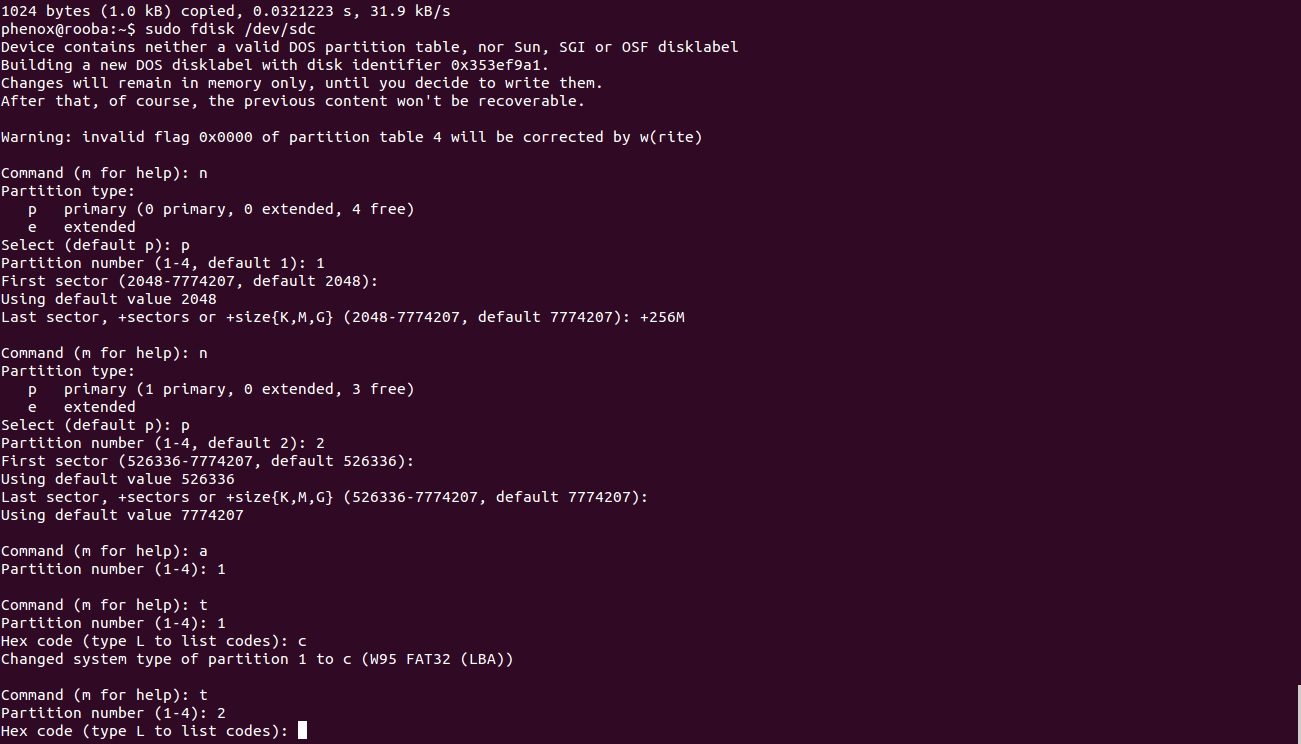 1024 bytes (1.0 kB) copied, 0.0321223 s, 31.9 kB/s
phenox@rooba:~$ sudo fdisk /dev/sdc
Device contains neither a valid DOS partition table, nor Sun, SGI or OSF disklabel
Building a new DOS disklabel with disk identifier 0x353ef9a1.
Changes will remain in memory only, until you decide to write them.
After that, of course, the previous content won't be recoverable.

Warning: invalid flag 0x0000 of partition table 4 will be corrected by w(rite)

Command (m for help): n
Partition type:
   p   primary (0 primary, 0 extended, 4 free)
   e   extended
Select (default p): p
Partition number (1-4, default 1): 1
First sector (2048-7774207, default 2048):
Using default value 2048
Last sector, +sectors or +size{K,M,G} (2048-7774207, default 7774207): +256M

Command (m for help): n
Partition type:
   p   primary (1 primary, 0 extended, 3 free)
   e   extended
Select (default p): p
Partition number (1-4, default 2): 2
First sector (526336-7774207, default 526336):
Using default value 526336
Last sector, +sectors or +size{K,M,G} (526336-7774207, default 7774207):
Using default value 7774207

Command (m for help): a
Partition number (1-4): 1

Command (m for help): t
Partition number (1-4): 1
Hex code (type L to list codes): c
Changed system type of partition 1 to c (W95 FAT32 (LBA))

Command (m for help): t
Partition number (1-4): 2
Hex code (type L to list codes):